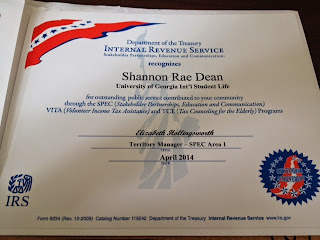 Department of the Treasury
INTERNAL REVENUE SERVICE
Stakeholder Partnerships, Education and Communication
recognizes
Shannon Rae Dean
University of Georgia Int'l Student Life
for outstanding public service contributed to your community
through the SPEC (Stakeholder Partnerships, Education and Communication)
VITA (Volunteer Income Tax Assistance) and TCE (Tax Counseling for the Elderly) Programs
Elizabeth Hollingsworth
Territory Manager – SPEC Area 1
April 2014
IRS
Form 9234 (Rev. 10-2009) Catalog Number 11924Z Department of the Treasury Internal Revenue Service www.irs.gov